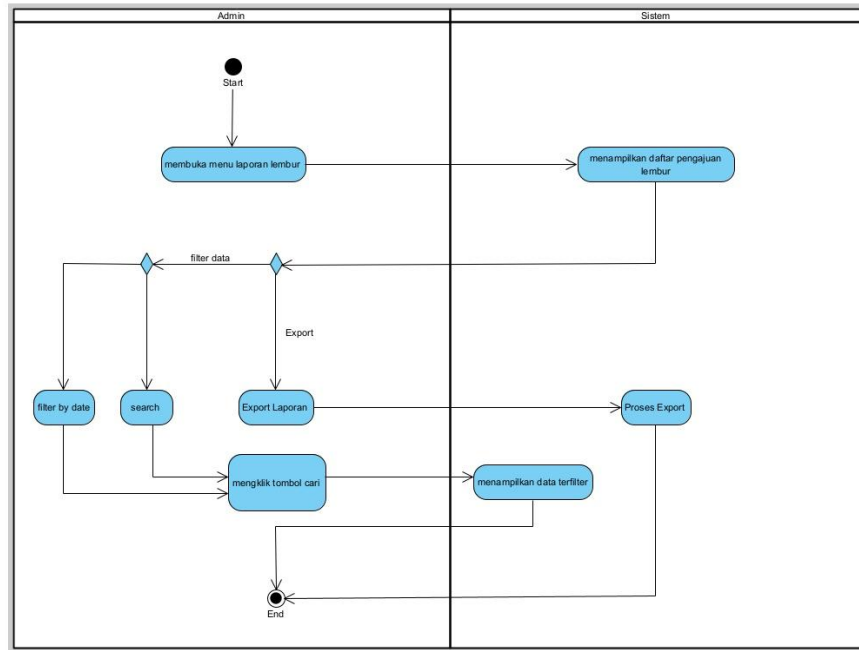 Admin
Sistem
Start
membuka menu laporan lembur
menampilkan daftar pengajuan
lembur
filter data
Export
filter by date
search
Export Laporan
Proses Export
mengklik tombol cari
menampilkan data terfilter
End